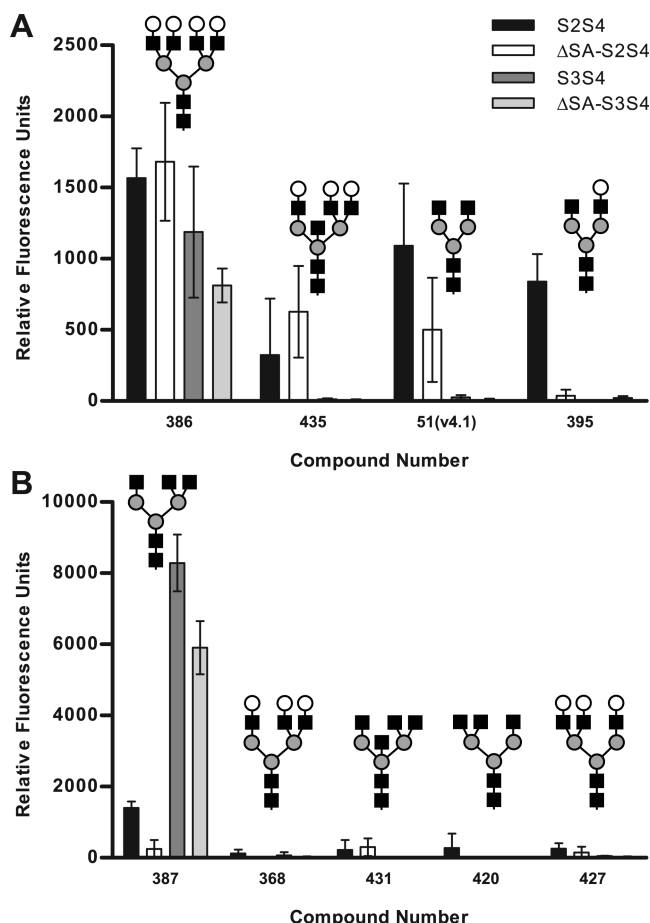 A
S2S4
ΔSA-S2S4
S3S4
ΔSA-S3S4
Relative Fluorescence Units
2500
2000
1500
1000
500
0
386
435
51(v4.1)
395
Compound Number
B
Relative Fluorescence Units
10000
8000
6000
4000
2000
0
387
368
431
420
427
Compound Number